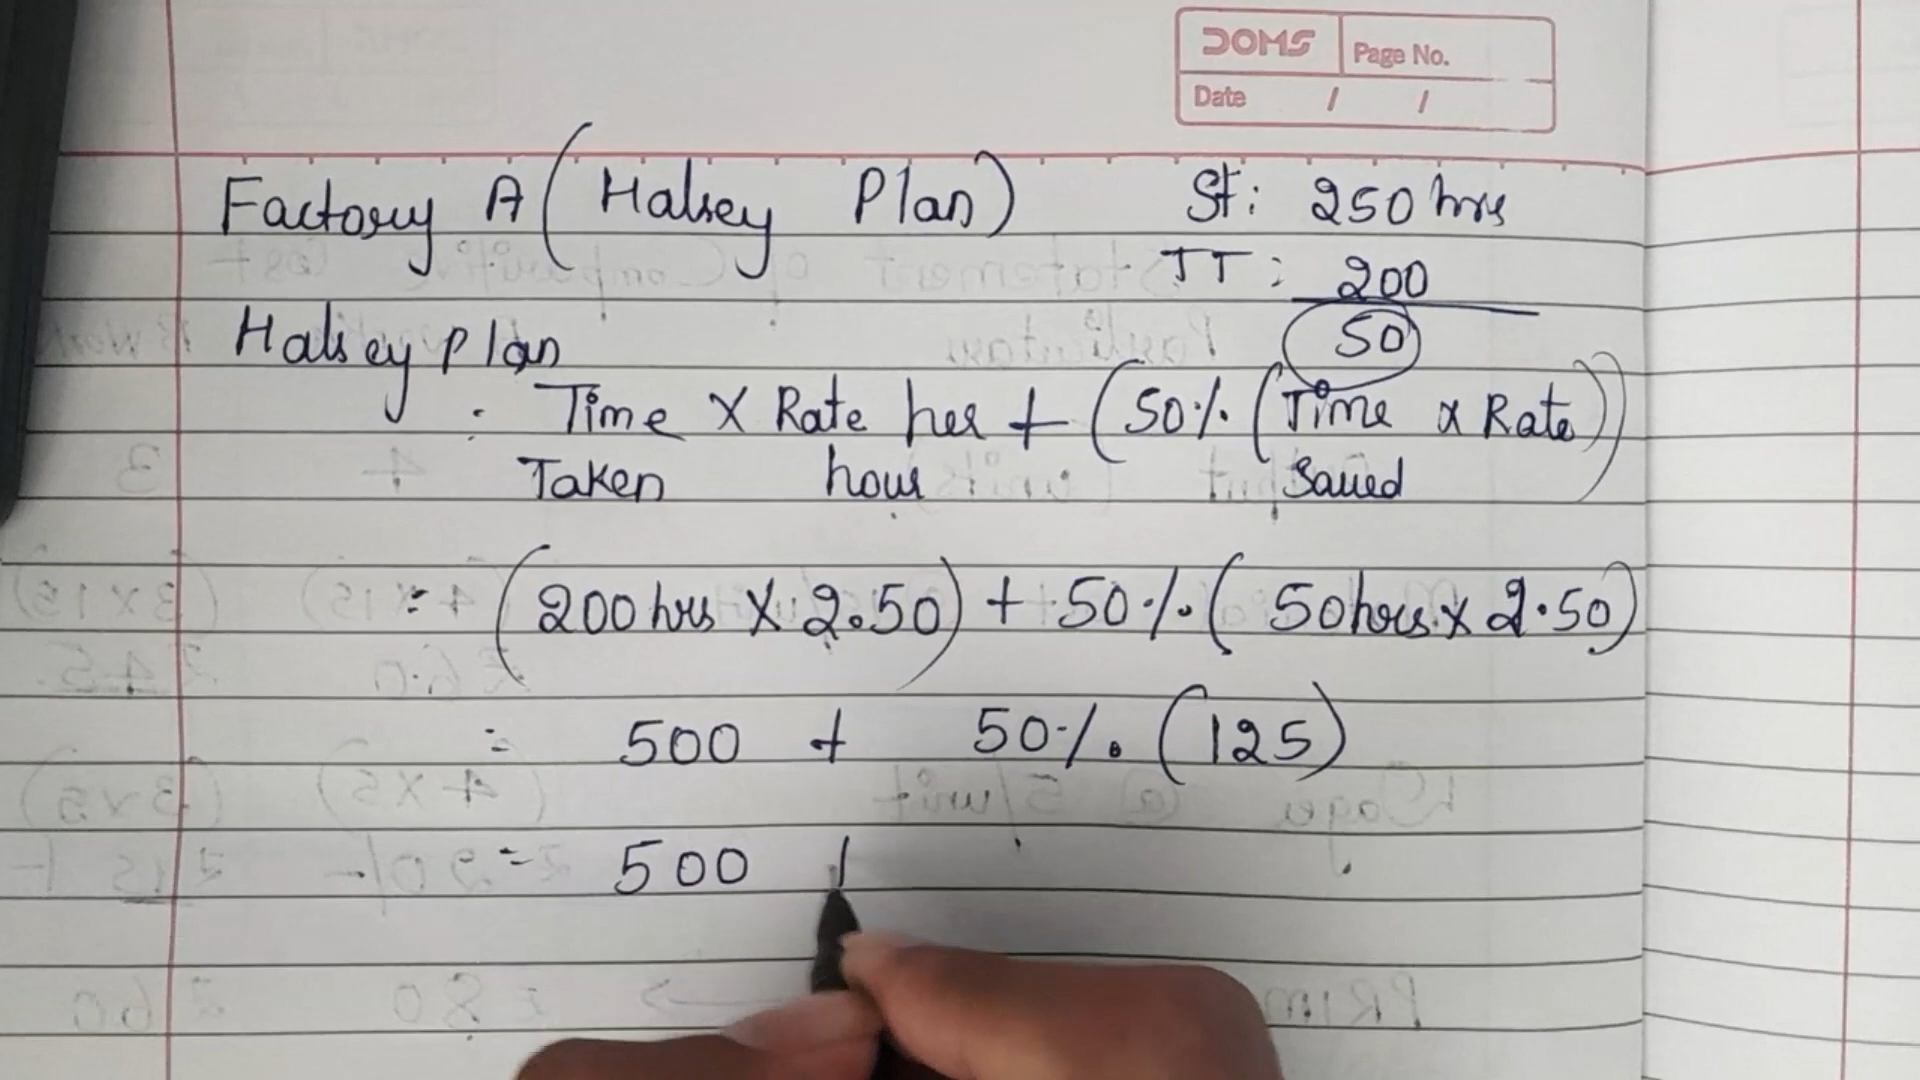 DOMS Page No.
Date / /
Factory A (Halsey Plan) St: 250 hrs
TT: 200
50
Halsey Plan
: Time X Rate her + (50% (Time x Rate))
Taken hour Saved
= (200 hrs X 2.50) + 50% (50 hrs x 2.50)
= 500 + 50% (125)
= 500